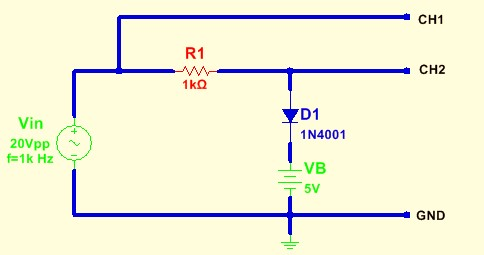 CH1
R1
CH2
1kΩ
D1
Vin
1N4001
20Vpp
f=1k Hz
VB
5V
GND